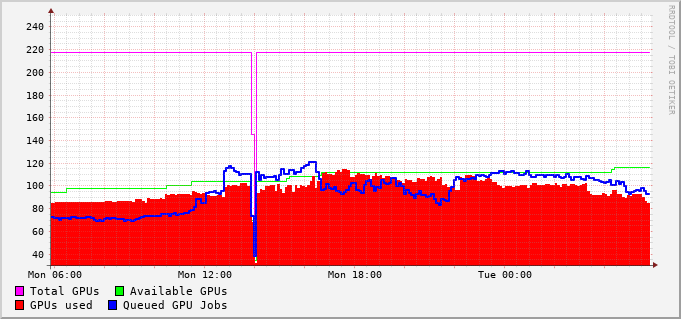 RRDTOOL / TOBI OETIKER
240
220
200
180
160
140
120
100
80
60
40
Mon 06:00 Mon 12:00 Mon 18:00 Tue 00:00
Total GPUs Available GPUs
GPUs used Queued GPU Jobs